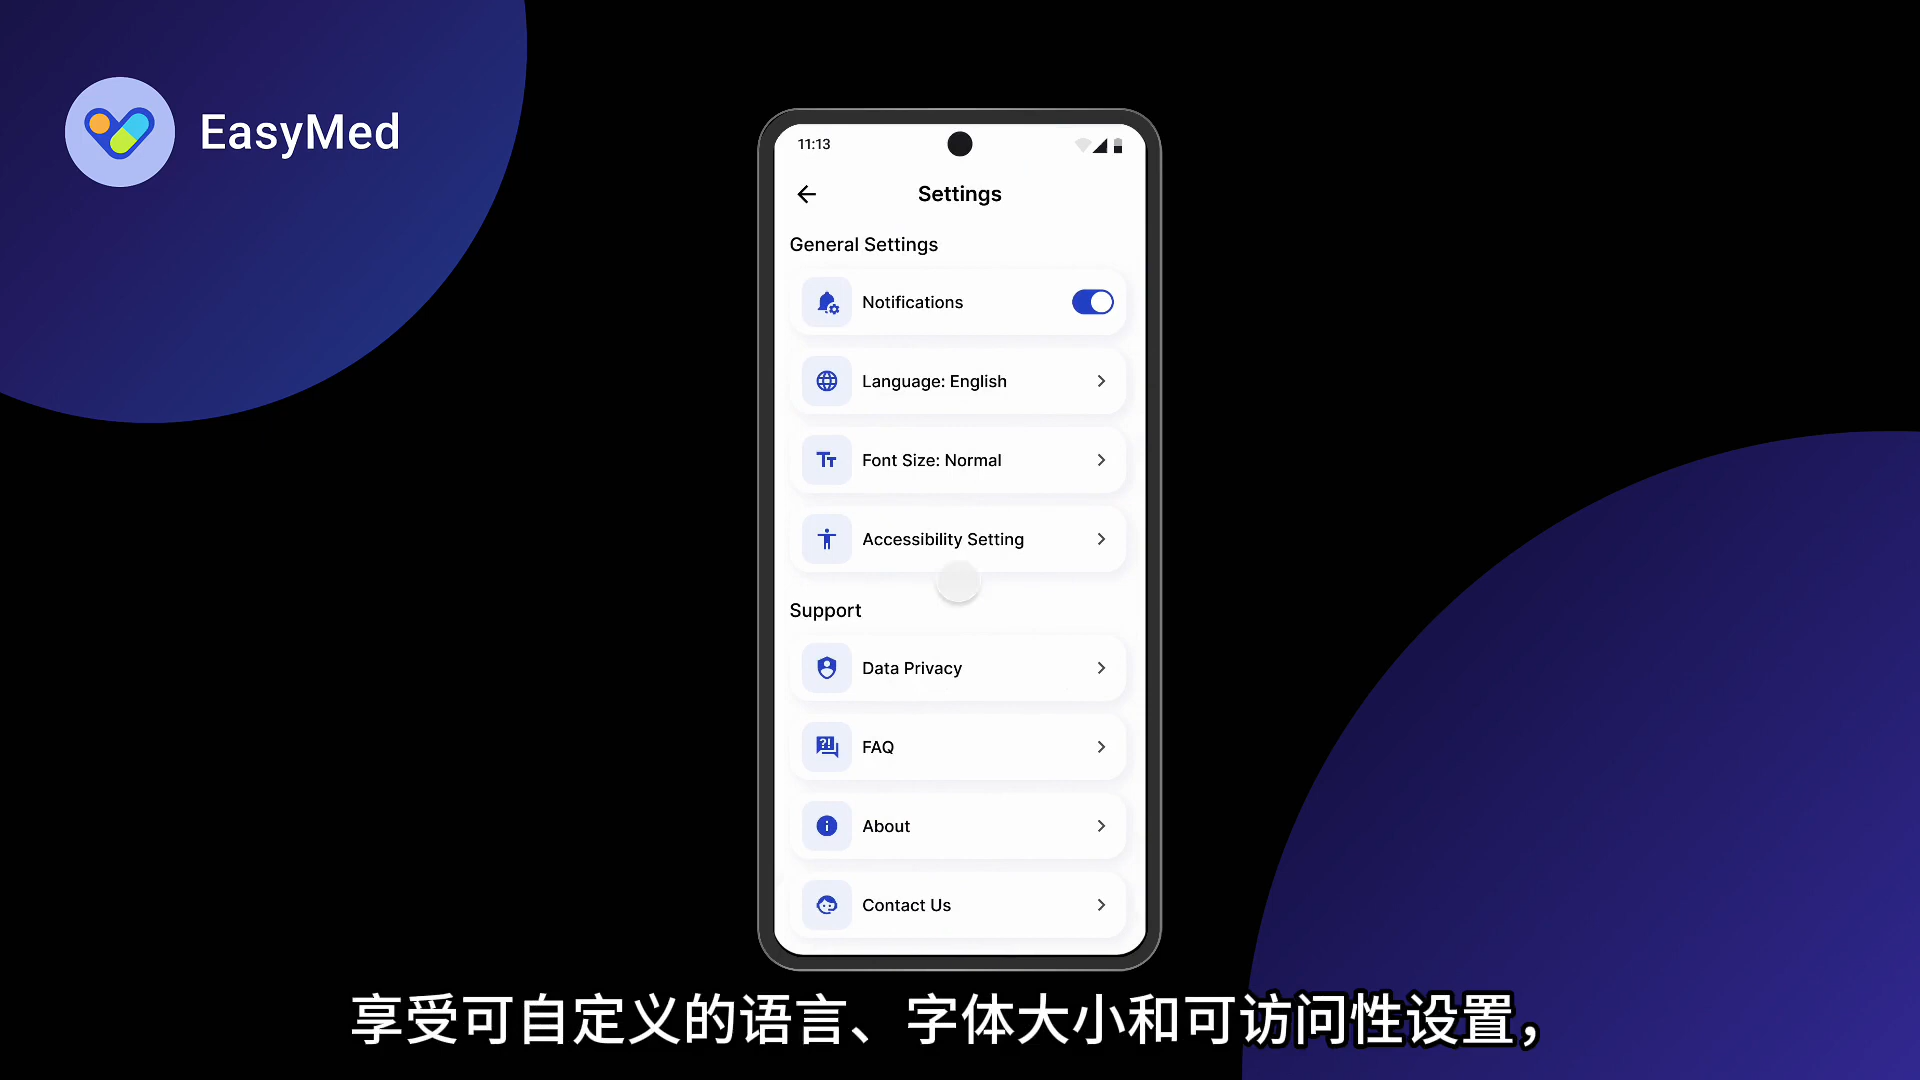 EasyMed
11:13
Settings
General Settings
Notifications
Language: English
Font Size: Normal
Accessibility Setting
Support
Data Privacy
FAQ
About
Contact Us
享受可自定义的语言、字体大小和可访问性设置，